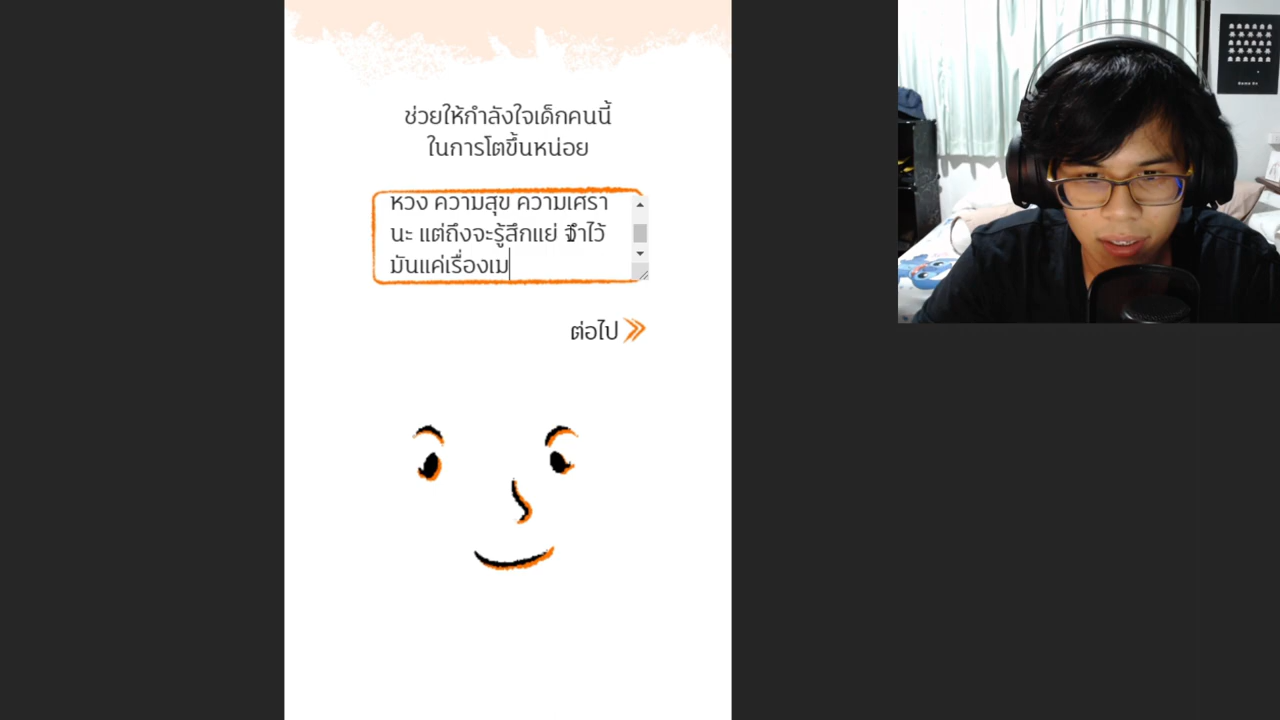 ช่วยให้กำลังใจเด็กคนนี้
ในการโตขึ้นหน่อย
หวง ความสุข ความเศร้า
นะ แต่ถึงจะรู้สึกแย่ จำไว้
มันแค่เรื่องเม
ต่อไป